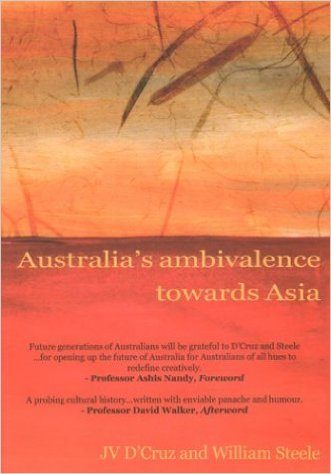 Australia's ambivalence
towards Asia
Future generations of Australians will be grateful to D'Cruz and Steele
...for opening up the future of Australia for Australians of all hues to
redefine creatively.
- Professor Ashis Nandy, Foreword
A probing cultural history...written with enviable panache and humour.
- Professor David Walker, Afterword
JV D'Cruz and William Steele